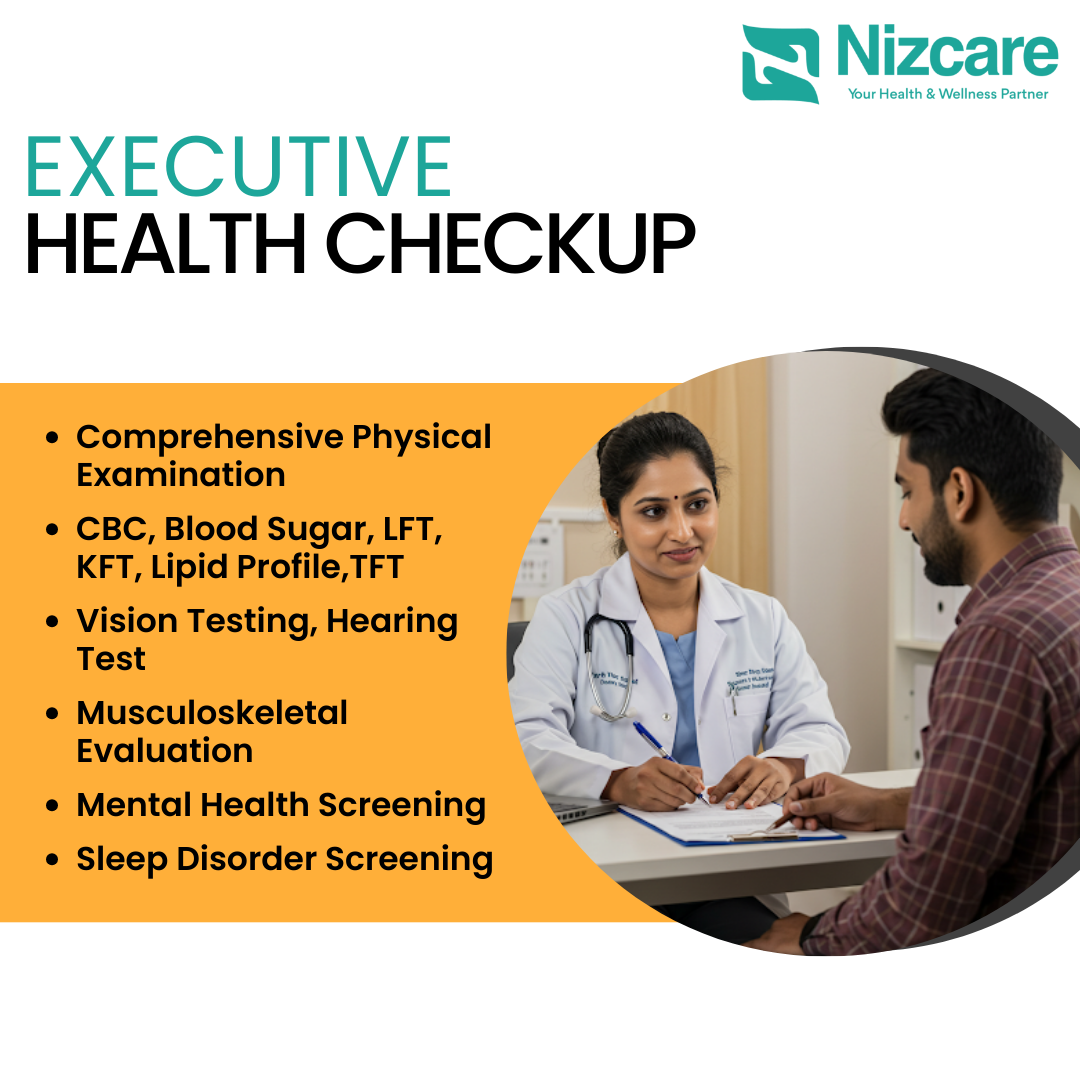 Nizcare
Your Health & Wellness Partner
EXECUTIVE
HEALTH CHECKUP
• Comprehensive Physical
Examination
• CBC, Blood Sugar, LFT,
KFT, Lipid Profile,TFT
• Vision Testing, Hearing
Test
• Musculoskeletal
Evaluation
• Mental Health Screening
• Sleep Disorder Screening